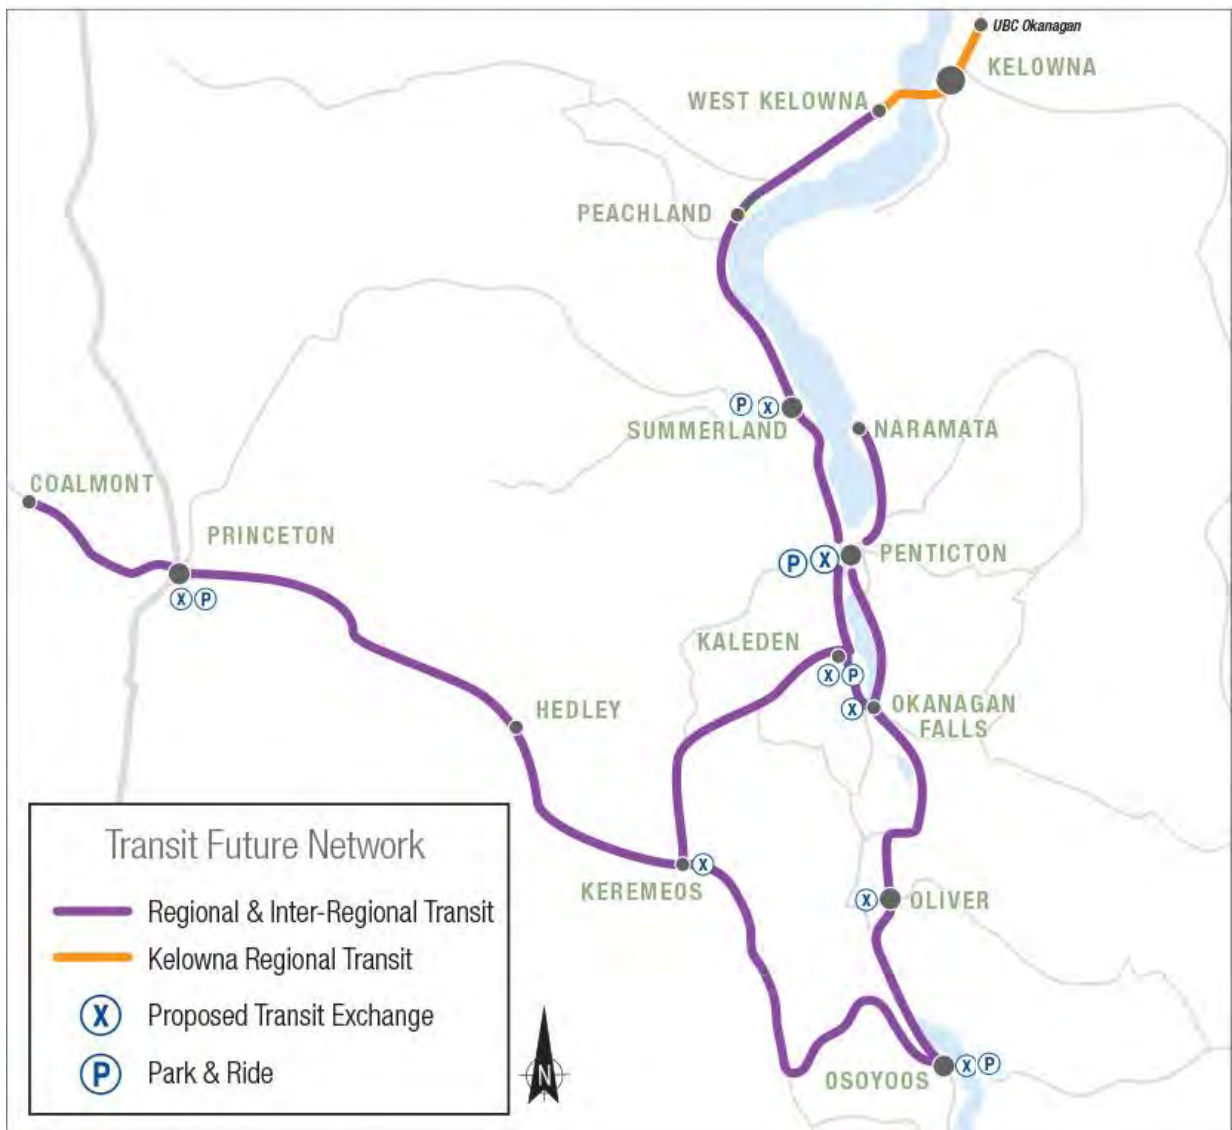 UBC Okanagan
KELOWNA
WEST KELOWNA
PEACHLAND
P X
SUMMERLAND
NARAMATA
COALMONT
PRINCETON
X P
P X
PENTICTON
KALEDEN
X P
HEDLEY
X
OKANAGAN
FALLS
KEREMEOS
X
X
OLIVER
OSOYOOS
X P
Transit Future Network
Regional & Inter-Regional Transit
Kelowna Regional Transit
X Proposed Transit Exchange
P Park & Ride
N